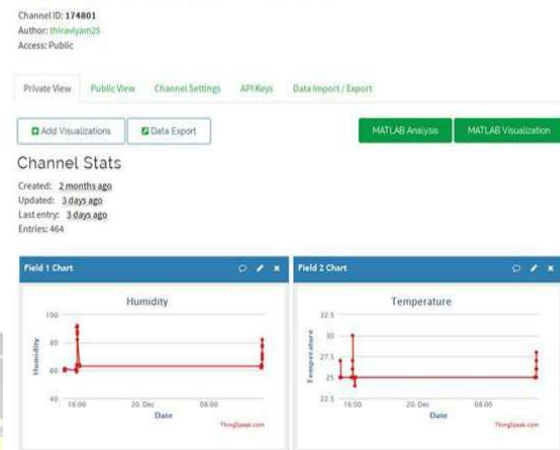 Channel ID: 174801
Author: thiraviyam25
Access: Public
Private View Public View Channel Settings API Keys Data Import / Export
Add Visualizations Data Export MATLAB Analysis MATLAB Visualization
Channel Stats
Created: 2 months ago
Updated: 3 days ago
Last entry: 3 days ago
Entries: 464
Field 1 Chart
Humidity
100
80
60
40
Humidity
16:00 20. Dec 08:00
Date
ThingSpeak.com
Field 2 Chart
Temperature
32.5
30
27.5
25
22.5
Temperature
16:00 20. Dec 08:00
Date
ThingSpeak.com